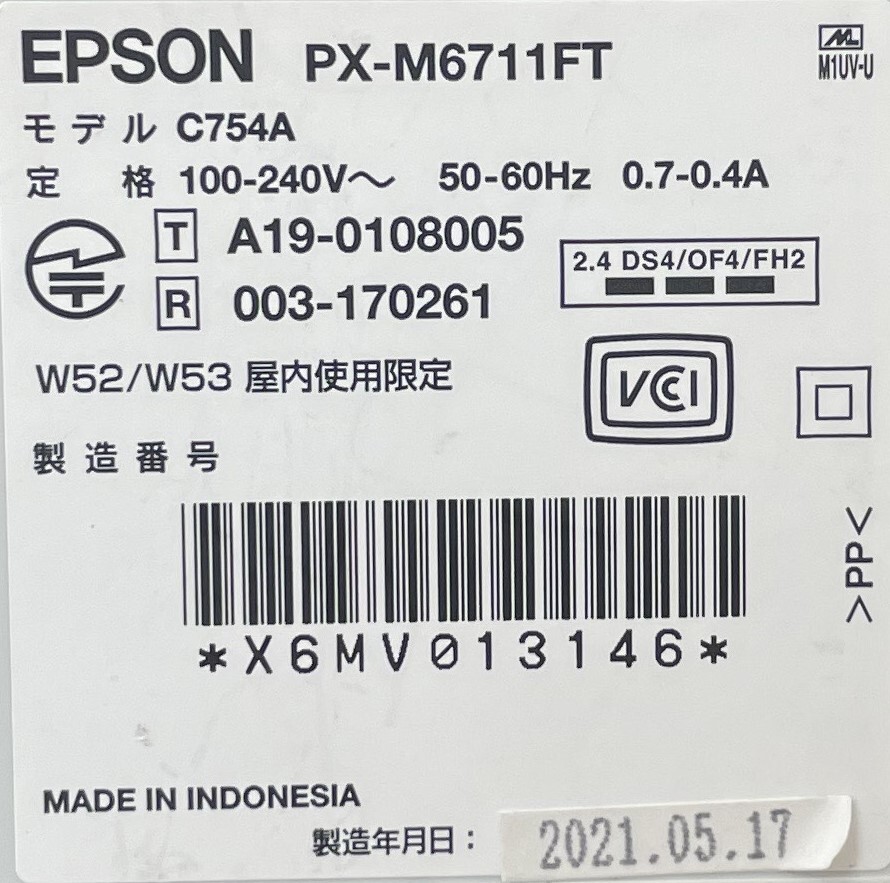 EPSON PX-M6711FT
M1UV-U
モデル C754A
定 格 100-240V～ 50-60Hz 0.7-0.4A
T A19-0108005
R 003-170261
2.4 DS4/OF4/FH2
W52/W53 屋内使用限定
VCCI
製造番号
*X6MV013146*
>PP<
MADE IN INDONESIA
製造年月日： 2021.05.17